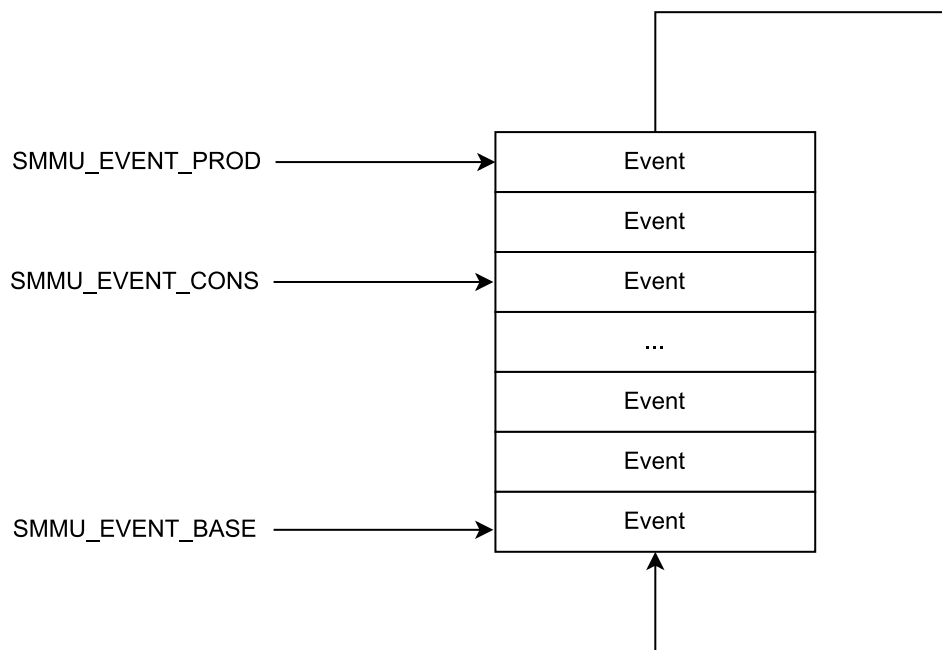 SMMU_EVENT_PROD
Event
Event
SMMU_EVENT_CONS
Event
...
Event
Event
SMMU_EVENT_BASE
Event